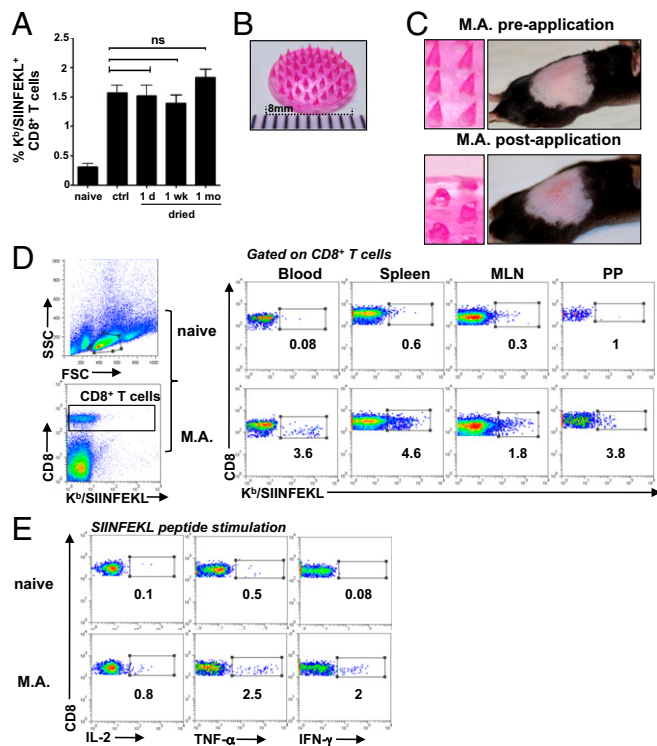 A
ns
% Kᵇ/SIINFEKL⁺
CD8⁺ T cells
2
1.5
1
0.5
0
naive ctrl 1 d 1 wk 1 mo
dried
B
8mm
C
M.A. pre-application
M.A. post-application
D
Gated on CD8⁺ T cells
Blood Spleen MLN PP
SSC
FSC
CD8⁺ T cells
CD8
Kᵇ/SIINFEKL
naive
0.08 0.6 0.3 1
M.A.
3.6 4.6 1.8 3.8
CD8
Kᵇ/SIINFEKL
E
SIINFEKL peptide stimulation
naive
0.1 0.5 0.08
M.A.
0.8 2.5 2
CD8
IL-2 TNF-α IFN-γ